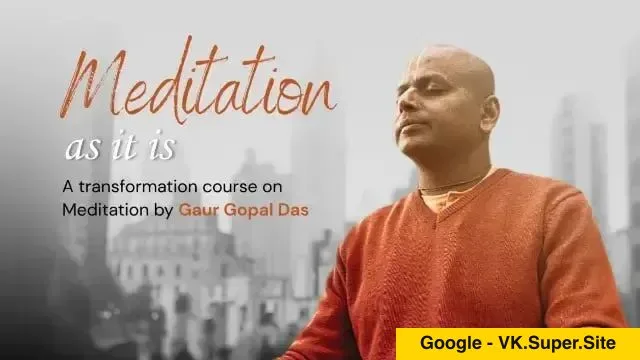 Meditation
as it is
A transformation course on
Meditation by Gaur Gopal Das
Google - VK.Super.Site